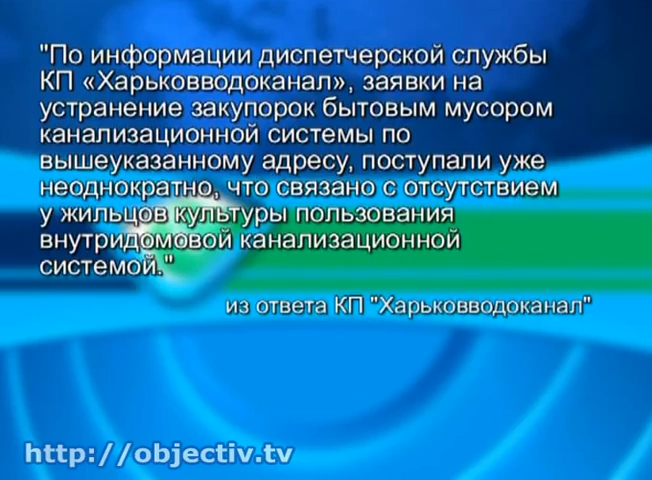 "По информации диспетчерской службы
КП «Харьковводоканал», заявки на
устранение закупорок бытовым мусором
канализационной системы по
вышеуказанному адресу, поступали уже
неоднократно, что связано с отсутствием
у жильцов культуры пользования
внутридомовой канализационной
системой."
из ответа КП "Харьковводоканал"
http://objectiv.tv